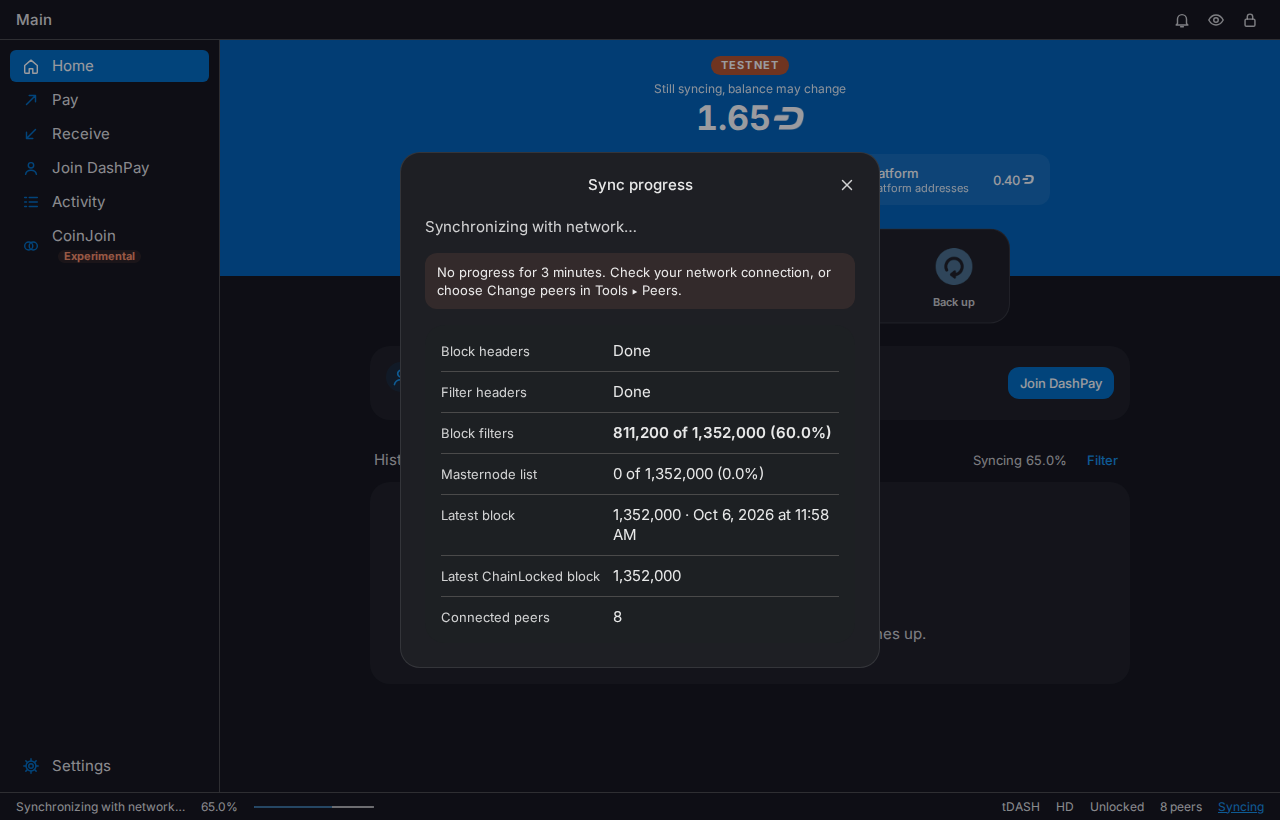 Main
Home
Pay
Receive
Join DashPay
Activity
CoinJoin
Experimental
Settings
TESTNET
Still syncing, balance may change
1.65
0.40
Back up
Join DashPay
Syncing 65.0%
Filter
Sync progress
Synchronizing with network…
No progress for 3 minutes. Check your network connection, or
choose Change peers in Tools ▸ Peers.
Block headers Done
Filter headers Done
Block filters 811,200 of 1,352,000 (60.0%)
Masternode list 0 of 1,352,000 (0.0%)
Latest block 1,352,000 · Oct 6, 2026 at 11:58
AM
Latest ChainLocked block 1,352,000
Connected peers 8
up.
Synchronizing with network… 65.0%
tDASH HD Unlocked 8 peers Syncing